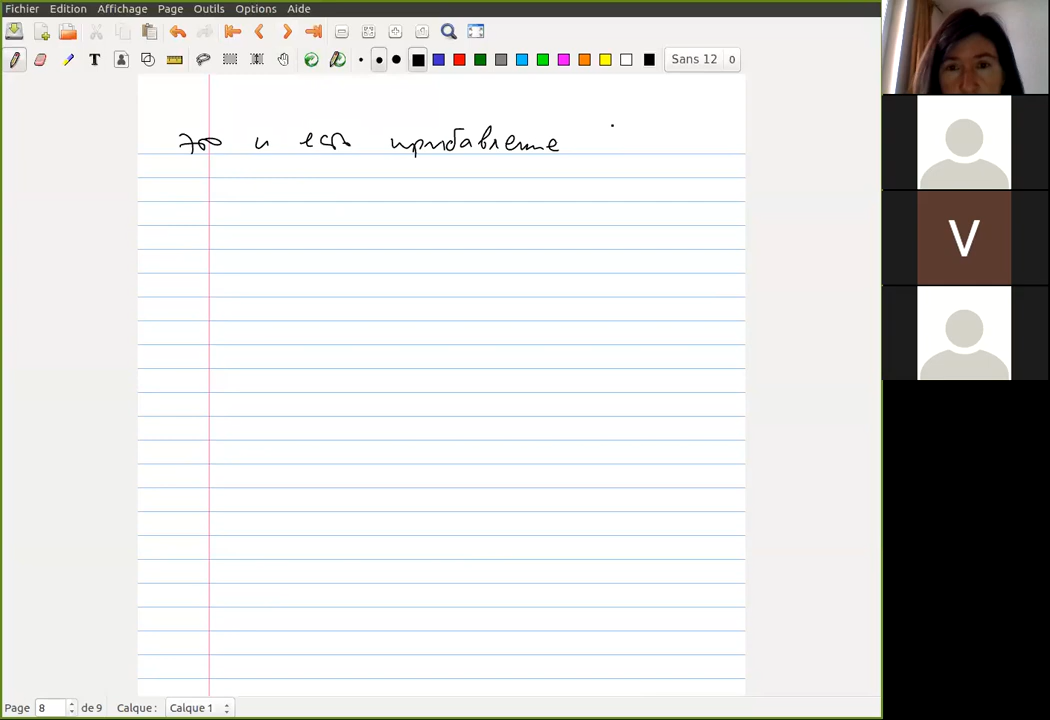 Fichier Edition Affichage Page Outils Options Aide
T Sans 12 0
это и есть прибавление
V
Page 8 de 9 Calque : Calque 1